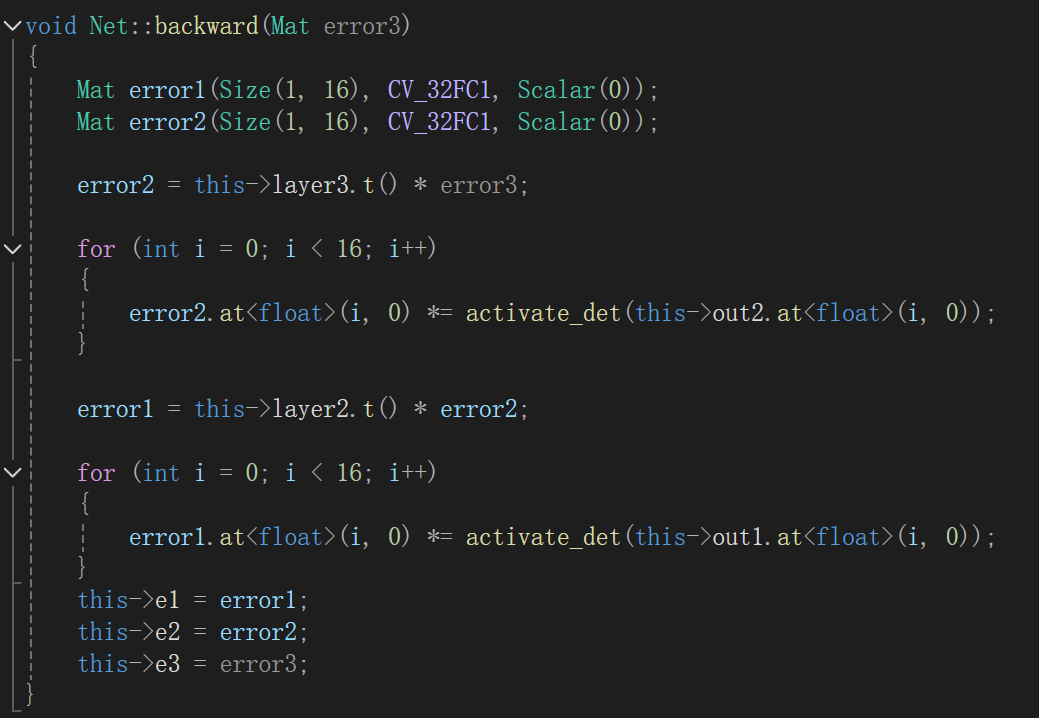 void Net::backward(Mat error3)
{
Mat error1(Size(1, 16), CV_32FC1, Scalar(0));
Mat error2(Size(1, 16), CV_32FC1, Scalar(0));
error2 = this->layer3.t() * error3;
for (int i = 0; i < 16; i++)
{
error2.at<float>(i, 0) *= activate_det(this->out2.at<float>(i, 0));
}
error1 = this->layer2.t() * error2;
for (int i = 0; i < 16; i++)
{
error1.at<float>(i, 0) *= activate_det(this->out1.at<float>(i, 0));
}
this->e1 = error1;
this->e2 = error2;
this->e3 = error3;
}